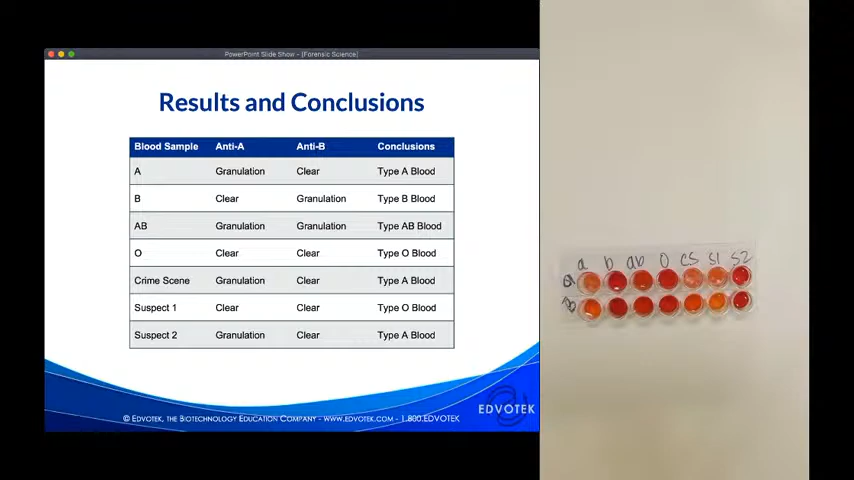 PowerPoint Slide Show - [Forensic Science]
Results and Conclusions
Blood Sample Anti-A Anti-B Conclusions
A Granulation Clear Type A Blood
B Clear Granulation Type B Blood
AB Granulation Granulation Type AB Blood
O Clear Clear Type O Blood
Crime Scene Granulation Clear Type A Blood
Suspect 1 Clear Clear Type O Blood
Suspect 2 Granulation Clear Type A Blood
© EDVOTEK, THE BIOTECHNOLOGY EDUCATION COMPANY - WWW.EDVOTEK.COM - 1.800.EDVOTEK
EDVOTEK
a b ab O CS S1 S2
a
B